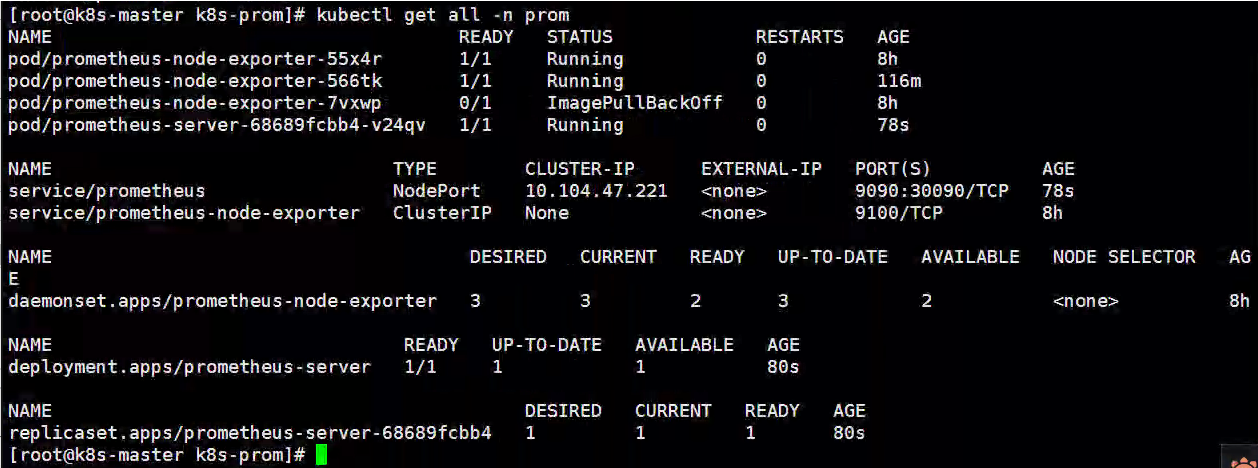 [root@k8s-master k8s-prom]# kubectl get all -n prom
NAME                                     READY   STATUS             RESTARTS   AGE
pod/prometheus-node-exporter-55x4r       1/1     Running            0          8h
pod/prometheus-node-exporter-566tk       1/1     Running            0          116m
pod/prometheus-node-exporter-7vxwp       0/1     ImagePullBackOff   0          8h
pod/prometheus-server-68689fcbb4-v24qv   1/1     Running            0          78s

NAME                               TYPE        CLUSTER-IP      EXTERNAL-IP   PORT(S)          AGE
service/prometheus                 NodePort    10.104.47.221   <none>        9090:30090/TCP   78s
service/prometheus-node-exporter   ClusterIP   None            <none>        9100/TCP         8h

NAME                                      DESIRED   CURRENT   READY   UP-TO-DATE   AVAILABLE   NODE SELECTOR   AG
E
daemonset.apps/prometheus-node-exporter   3         3         2       3            2           <none>          8h

NAME                                READY   UP-TO-DATE   AVAILABLE   AGE
deployment.apps/prometheus-server   1/1     1            1           80s

NAME                                           DESIRED   CURRENT   READY   AGE
replicaset.apps/prometheus-server-68689fcbb4   1         1         1       80s
[root@k8s-master k8s-prom]#